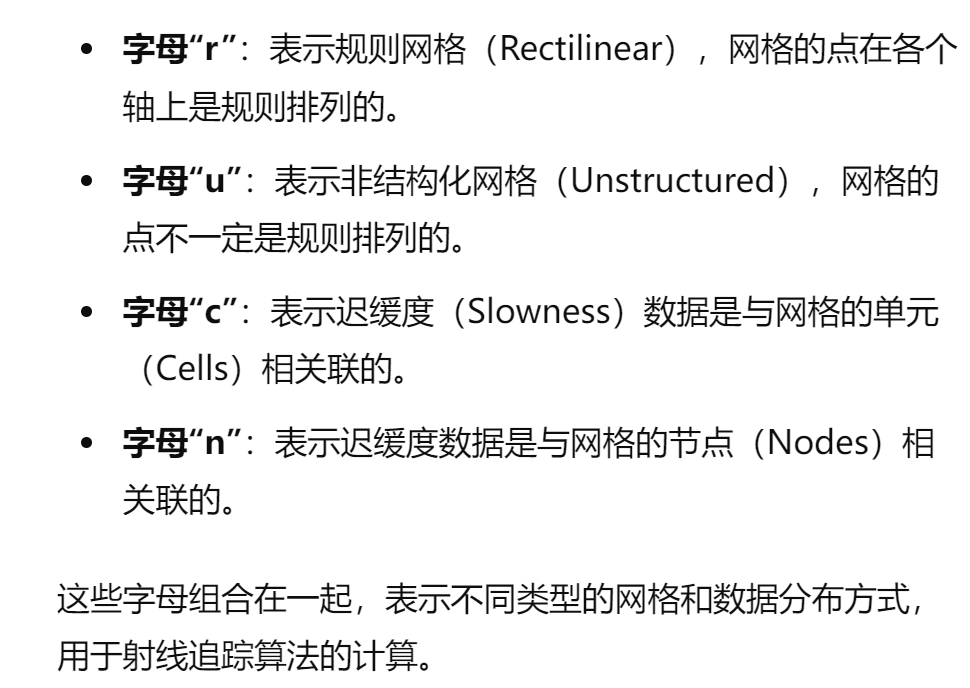 • 字母“r”：表示规则网格（Rectilinear），网格的点在各个
轴上是规则排列的。
• 字母“u”：表示非结构化网格（Unstructured），网格的
点不一定是规则排列的。
• 字母“c”：表示迟缓度（Slowness）数据是与网格的单元
（Cells）相关联的。
• 字母“n”：表示迟缓度数据是与网格的节点（Nodes）相
关联的。
这些字母组合在一起，表示不同类型的网格和数据分布方式，
用于射线追踪算法的计算。